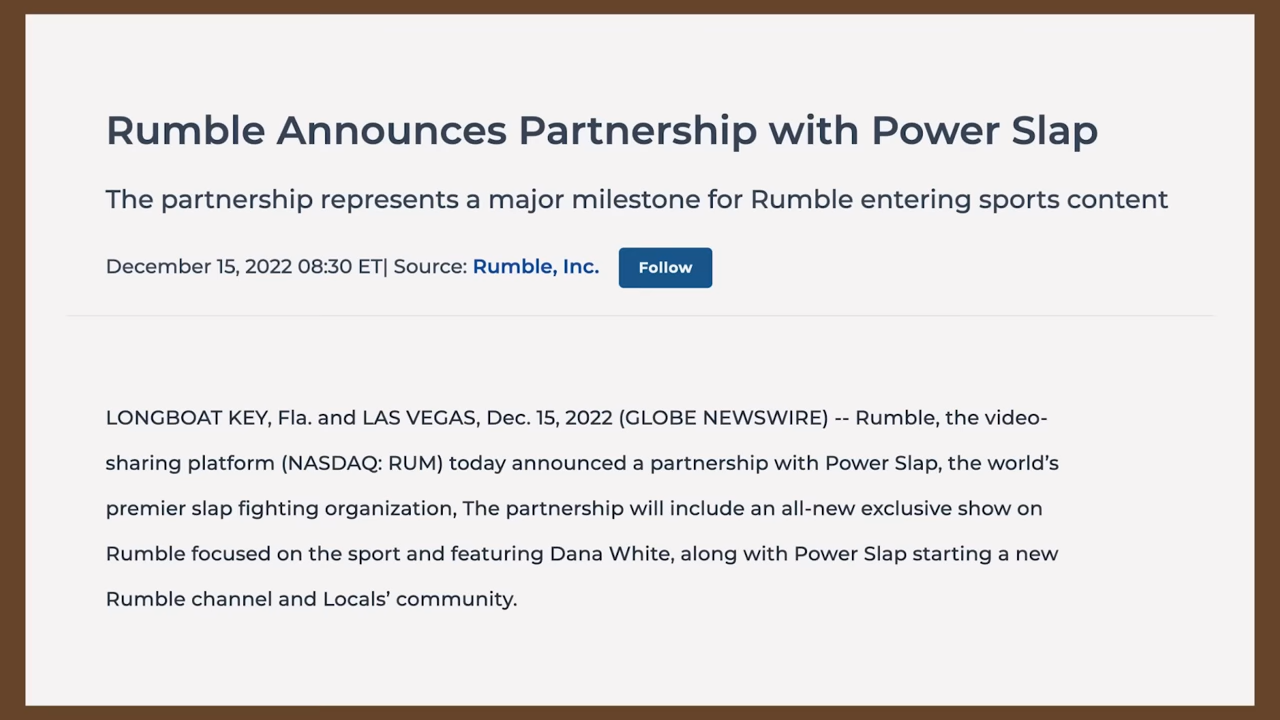 Rumble Announces Partnership with Power Slap
The partnership represents a major milestone for Rumble entering sports content
December 15, 2022 08:30 ET| Source: Rumble, Inc. Follow
LONGBOAT KEY, Fla. and LAS VEGAS, Dec. 15, 2022 (GLOBE NEWSWIRE) -- Rumble, the video-
sharing platform (NASDAQ: RUM) today announced a partnership with Power Slap, the world’s
premier slap fighting organization, The partnership will include an all-new exclusive show on
Rumble focused on the sport and featuring Dana White, along with Power Slap starting a new
Rumble channel and Locals’ community.